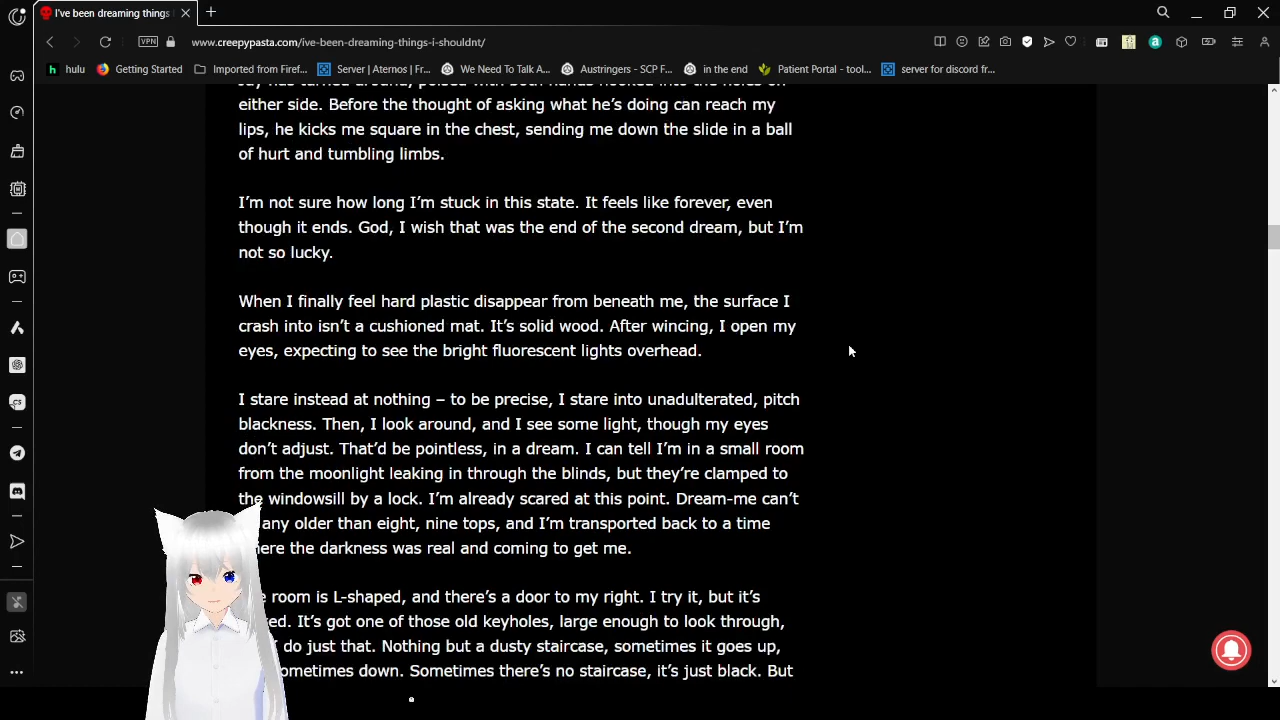 I've been dreaming things
www.creepypasta.com/ive-been-dreaming-things-i-shouldnt/
VPN
hulu
Getting Started
Imported from Firef...
Server | Aternos | Fr...
We Need To Talk A...
Austringers - SCP F...
in the end
Patient Portal - tool...
server for discord fr...
either side. Before the thought of asking what he's doing can reach my
lips, he kicks me square in the chest, sending me down the slide in a ball
of hurt and tumbling limbs.
I'm not sure how long I'm stuck in this state. It feels like forever, even
though it ends. God, I wish that was the end of the second dream, but I'm
not so lucky.
When I finally feel hard plastic disappear from beneath me, the surface I
crash into isn't a cushioned mat. It's solid wood. After wincing, I open my
eyes, expecting to see the bright fluorescent lights overhead.
I stare instead at nothing – to be precise, I stare into unadulterated, pitch
blackness. Then, I look around, and I see some light, though my eyes
don't adjust. That'd be pointless, in a dream. I can tell I'm in a small room
from the moonlight leaking in through the blinds, but they're clamped to
the windowsill by a lock. I'm already scared at this point. Dream-me can't
any older than eight, nine tops, and I'm transported back to a time
the darkness was real and coming to get me.
room is L-shaped, and there's a door to my right. I try it, but it's
It's got one of those old keyholes, large enough to look through,
do just that. Nothing but a dusty staircase, sometimes it goes up,
sometimes down. Sometimes there's no staircase, it's just black. But